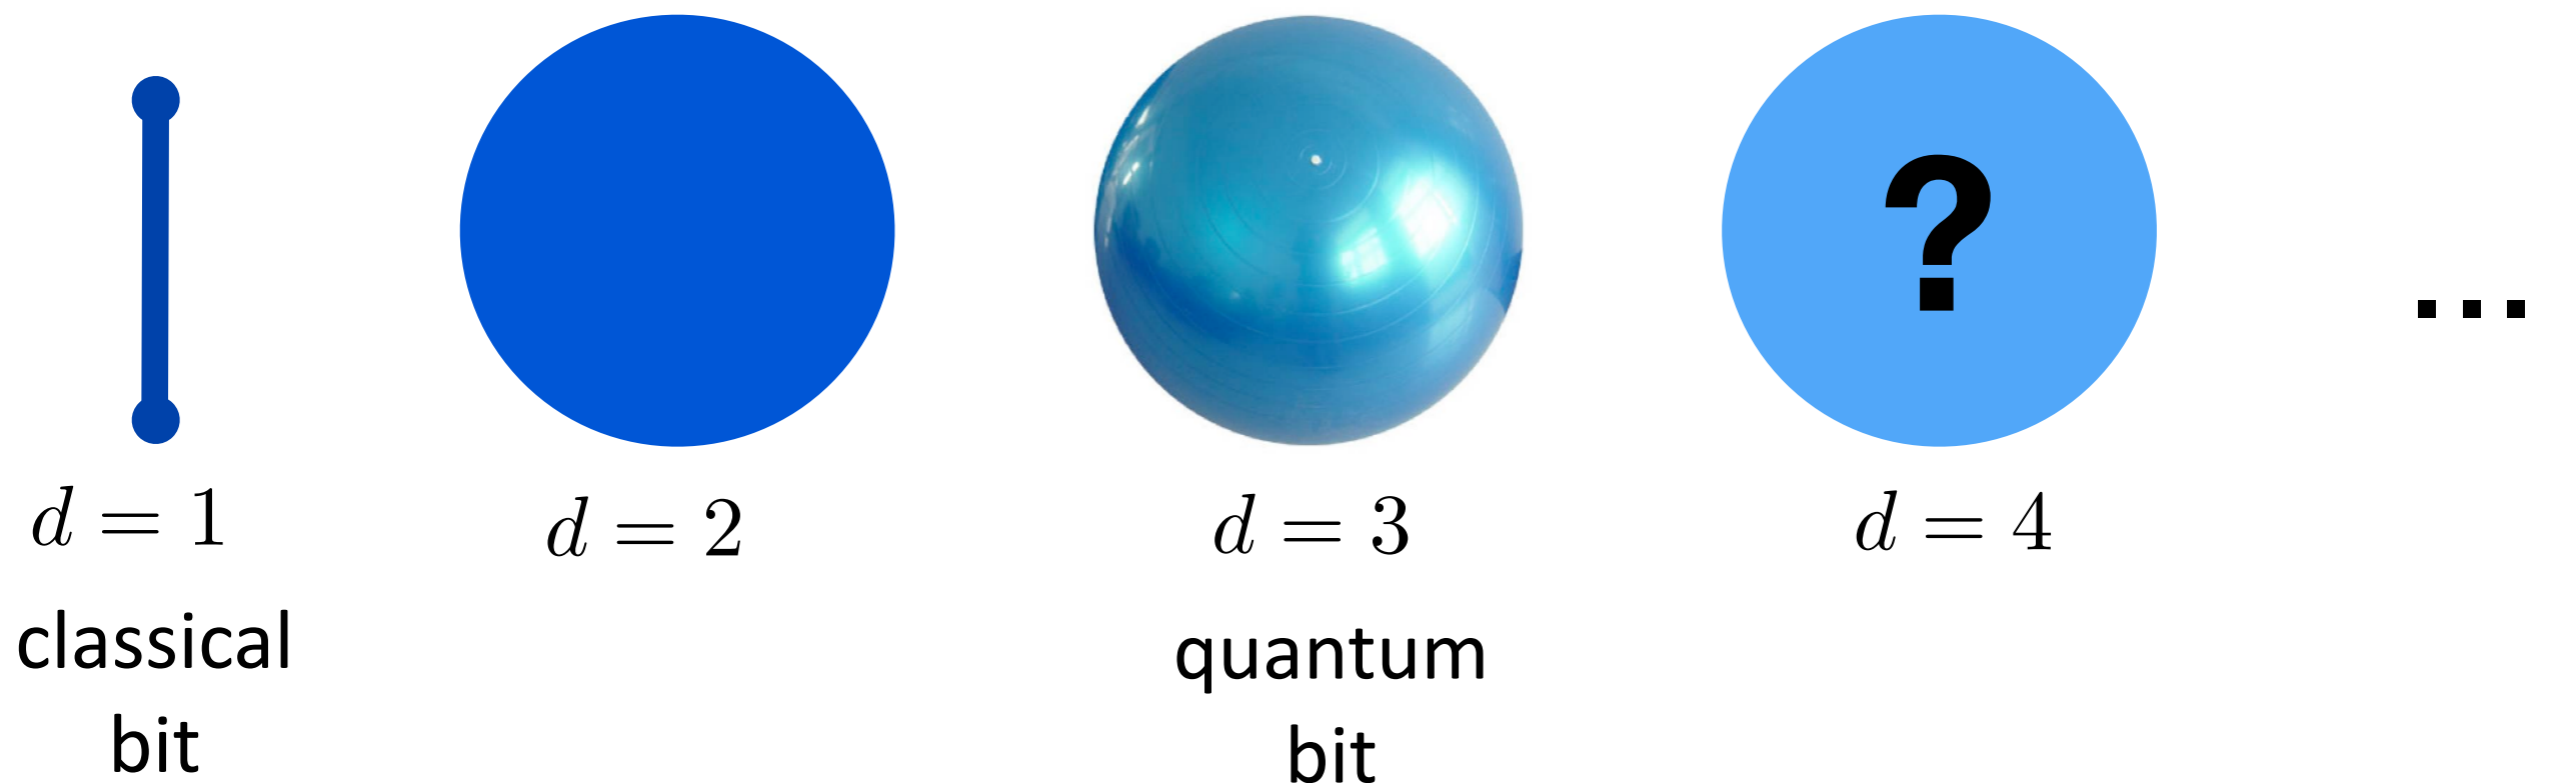 ?
...
d = 1
d = 2
d = 3
d = 4
classical
bit
quantum
bit